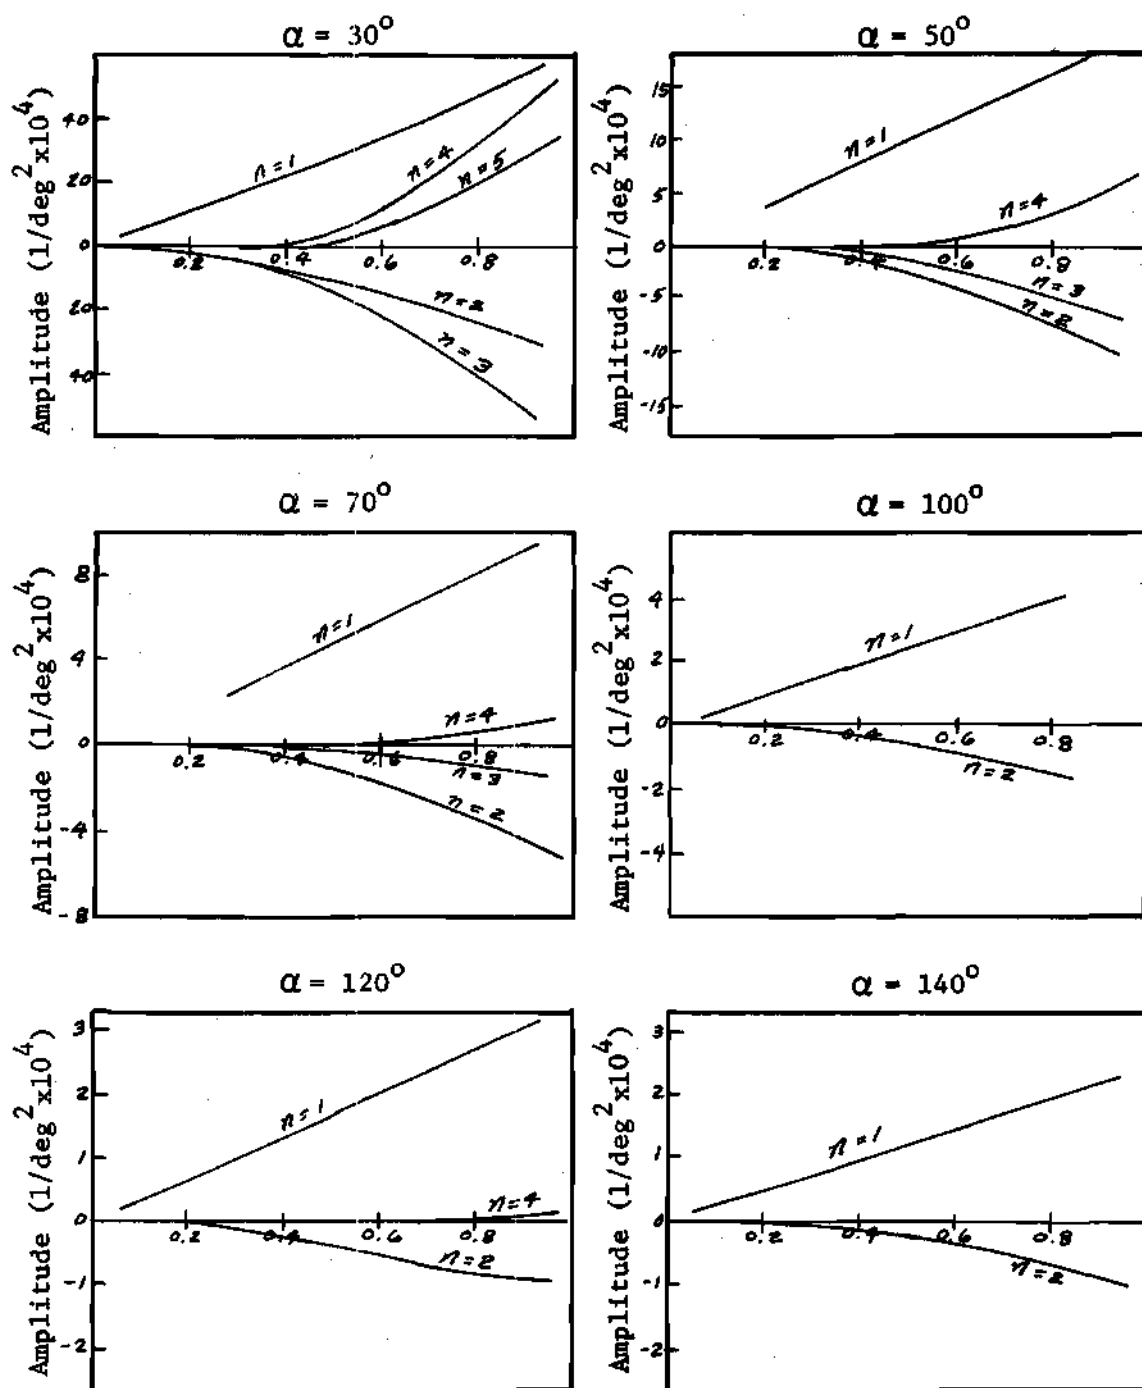 α = 30°
Amplitude (1/deg²x10⁴)
40
20
0
20
40
0.2
0.4
0.6
0.8
n=1
n=4
n=5
n=2
n=3
α = 50°
Amplitude (1/deg²x10⁴)
15
10
5
0
-5
-10
-15
0.2
0.4
0.6
0.8
n=1
n=4
n=3
n=2
α = 70°
Amplitude (1/deg²x10⁴)
8
4
0
-4
-8
0.2
0.4
0.6
0.8
n=1
n=4
n=3
n=2
α = 100°
Amplitude (1/deg²x10⁴)
4
2
0
-2
-4
0.2
0.4
0.6
0.8
n=1
n=2
α = 120°
Amplitude (1/deg²x10⁴)
3
2
1
0
-1
-2
0.2
0.4
0.6
0.8
n=1
n=4
n=2
α = 140°
Amplitude (1/deg²x10⁴)
3
2
1
0
-1
-2
0.2
0.4
0.6
0.8
n=1
n=2